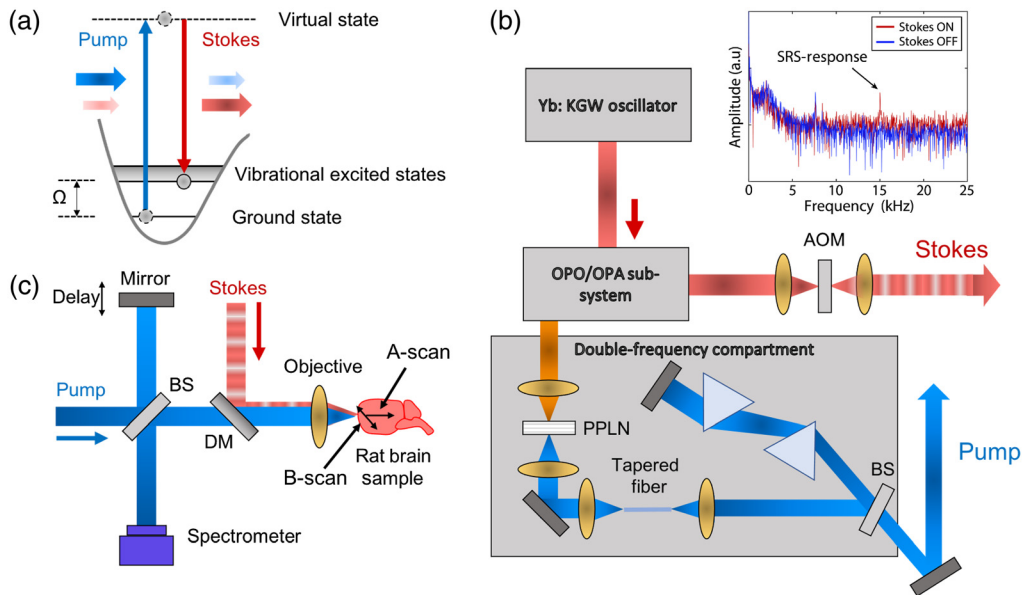 (a)
Virtual state
Pump
Stokes
Vibrational excited states
Ω
Ground state
(b)
Yb: KGW oscillator
OPO/OPA sub-
system
AOM
Stokes
Stokes ON
Stokes OFF
SRS-response
Amplitude (a.u)
0
5
10
15
20
25
Frequency (kHz)
Double-frequency compartment
PPLN
Tapered
fiber
BS
Pump
(c)
Mirror
Delay
Stokes
Objective
A-scan
Pump
BS
DM
B-scan
Rat brain
sample
Spectrometer